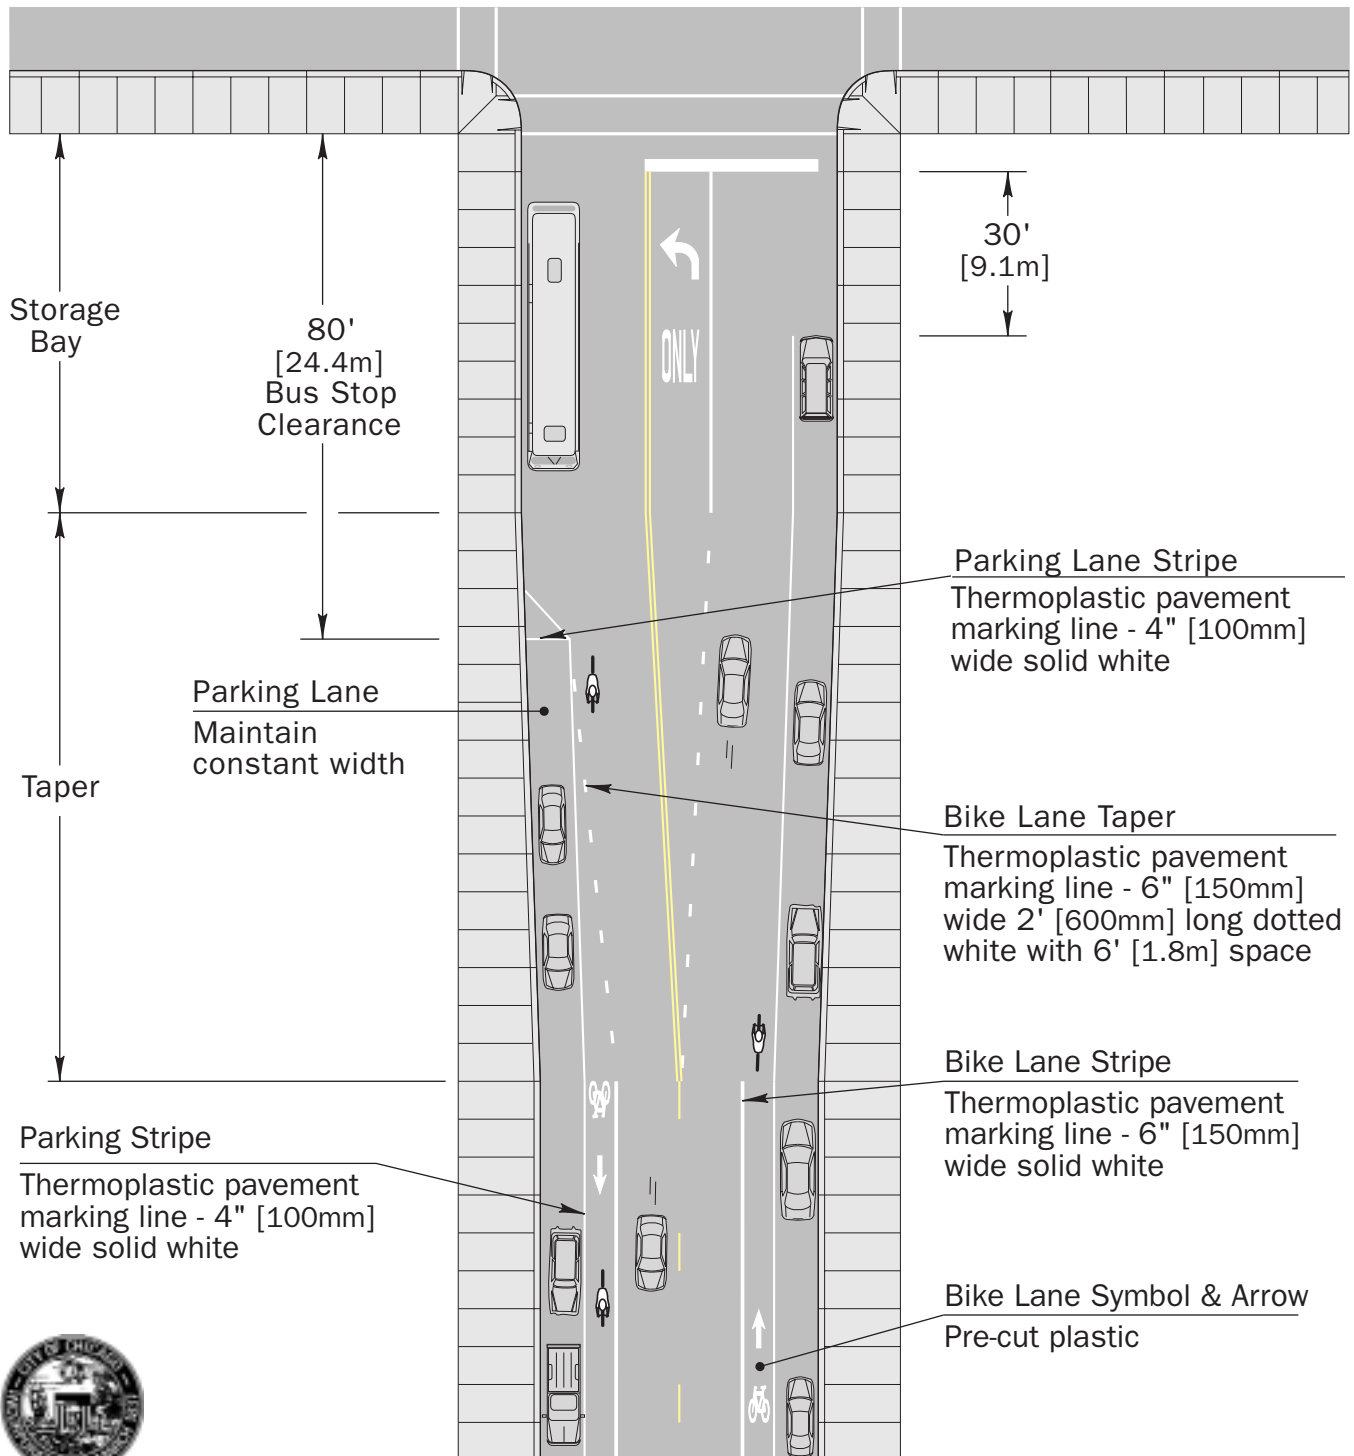 Storage
Bay
80'
[24.4m]
Bus Stop
Clearance
30'
[9.1m]
ONLY
Parking Lane Stripe
Thermoplastic pavement
marking line - 4" [100mm]
wide solid white
Parking Lane
Maintain
constant width
Taper
Bike Lane Taper
Thermoplastic pavement
marking line - 6" [150mm]
wide 2' [600mm] long dotted
white with 6' [1.8m] space
Bike Lane Stripe
Thermoplastic pavement
marking line - 6" [150mm]
wide solid white
Parking Stripe
Thermoplastic pavement
marking line - 4" [100mm]
wide solid white
Bike Lane Symbol & Arrow
Pre-cut plastic
CITY OF CHICAGO